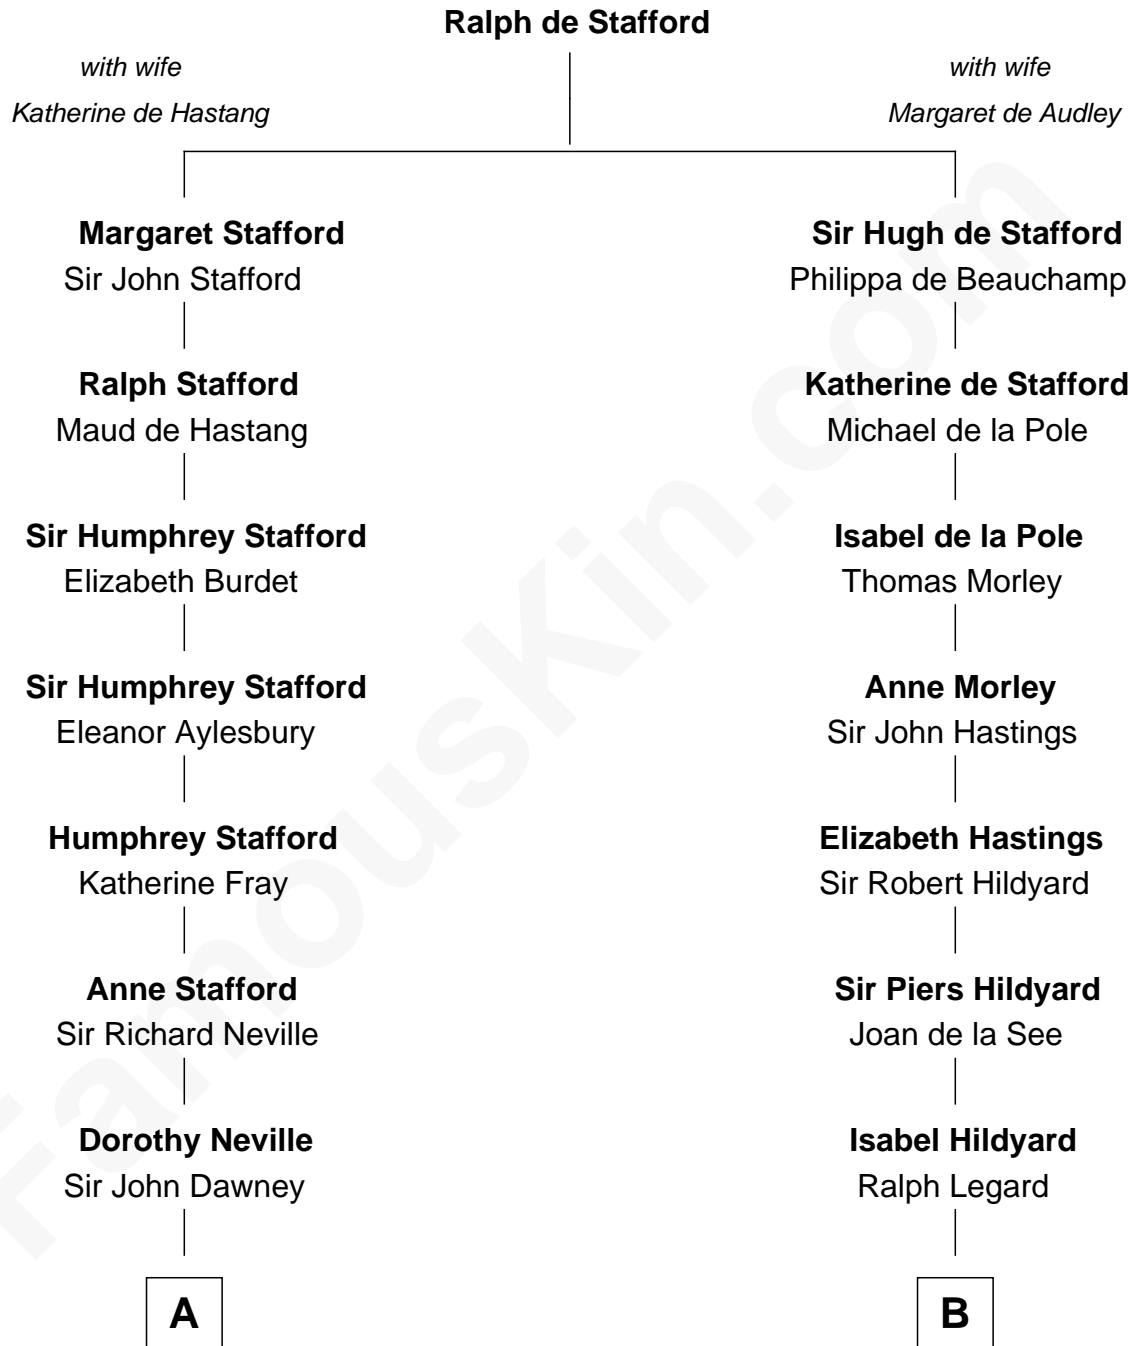 Ralph de Stafford
with wife
Katherine de Hastang
with wife
Margaret de Audley
Margaret Stafford
Sir John Stafford
Sir Hugh de Stafford
Philippa de Beauchamp
Ralph Stafford
Maud de Hastang
Katherine de Stafford
Michael de la Pole
Sir Humphrey Stafford
Elizabeth Burdet
Isabel de la Pole
Thomas Morley
Sir Humphrey Stafford
Eleanor Aylesbury
Anne Morley
Sir John Hastings
Humphrey Stafford
Katherine Fray
Elizabeth Hastings
Sir Robert Hildyard
Anne Stafford
Sir Richard Neville
Sir Piers Hildyard
Joan de la See
Dorothy Neville
Sir John Dawney
Isabel Hildyard
Ralph Legard
A
B
FamousKin.com